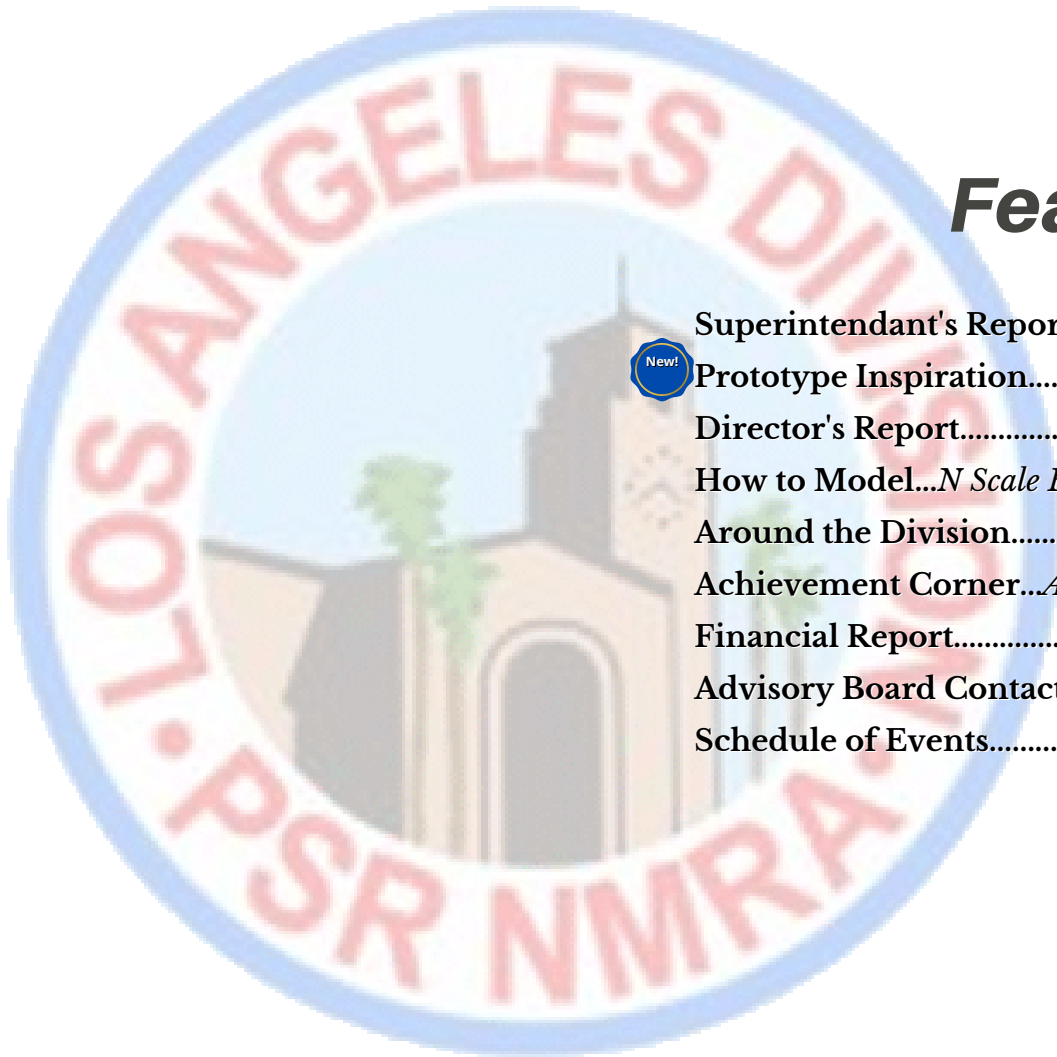 LOS ANGELES DIVISION
Fea
Superintendant's Repor
New!
Prototype Inspiration....
Director's Report.............
How to Model...N Scale
Around the Division......
Achievement Corner...A
Financial Report..............
Advisory Board Contact
Schedule of Events.........
• PSR NMRA •